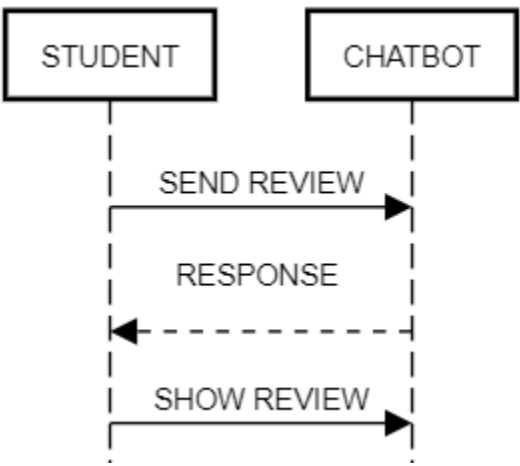 STUDENT
CHATBOT
SEND REVIEW
RESPONSE
SHOW REVIEW